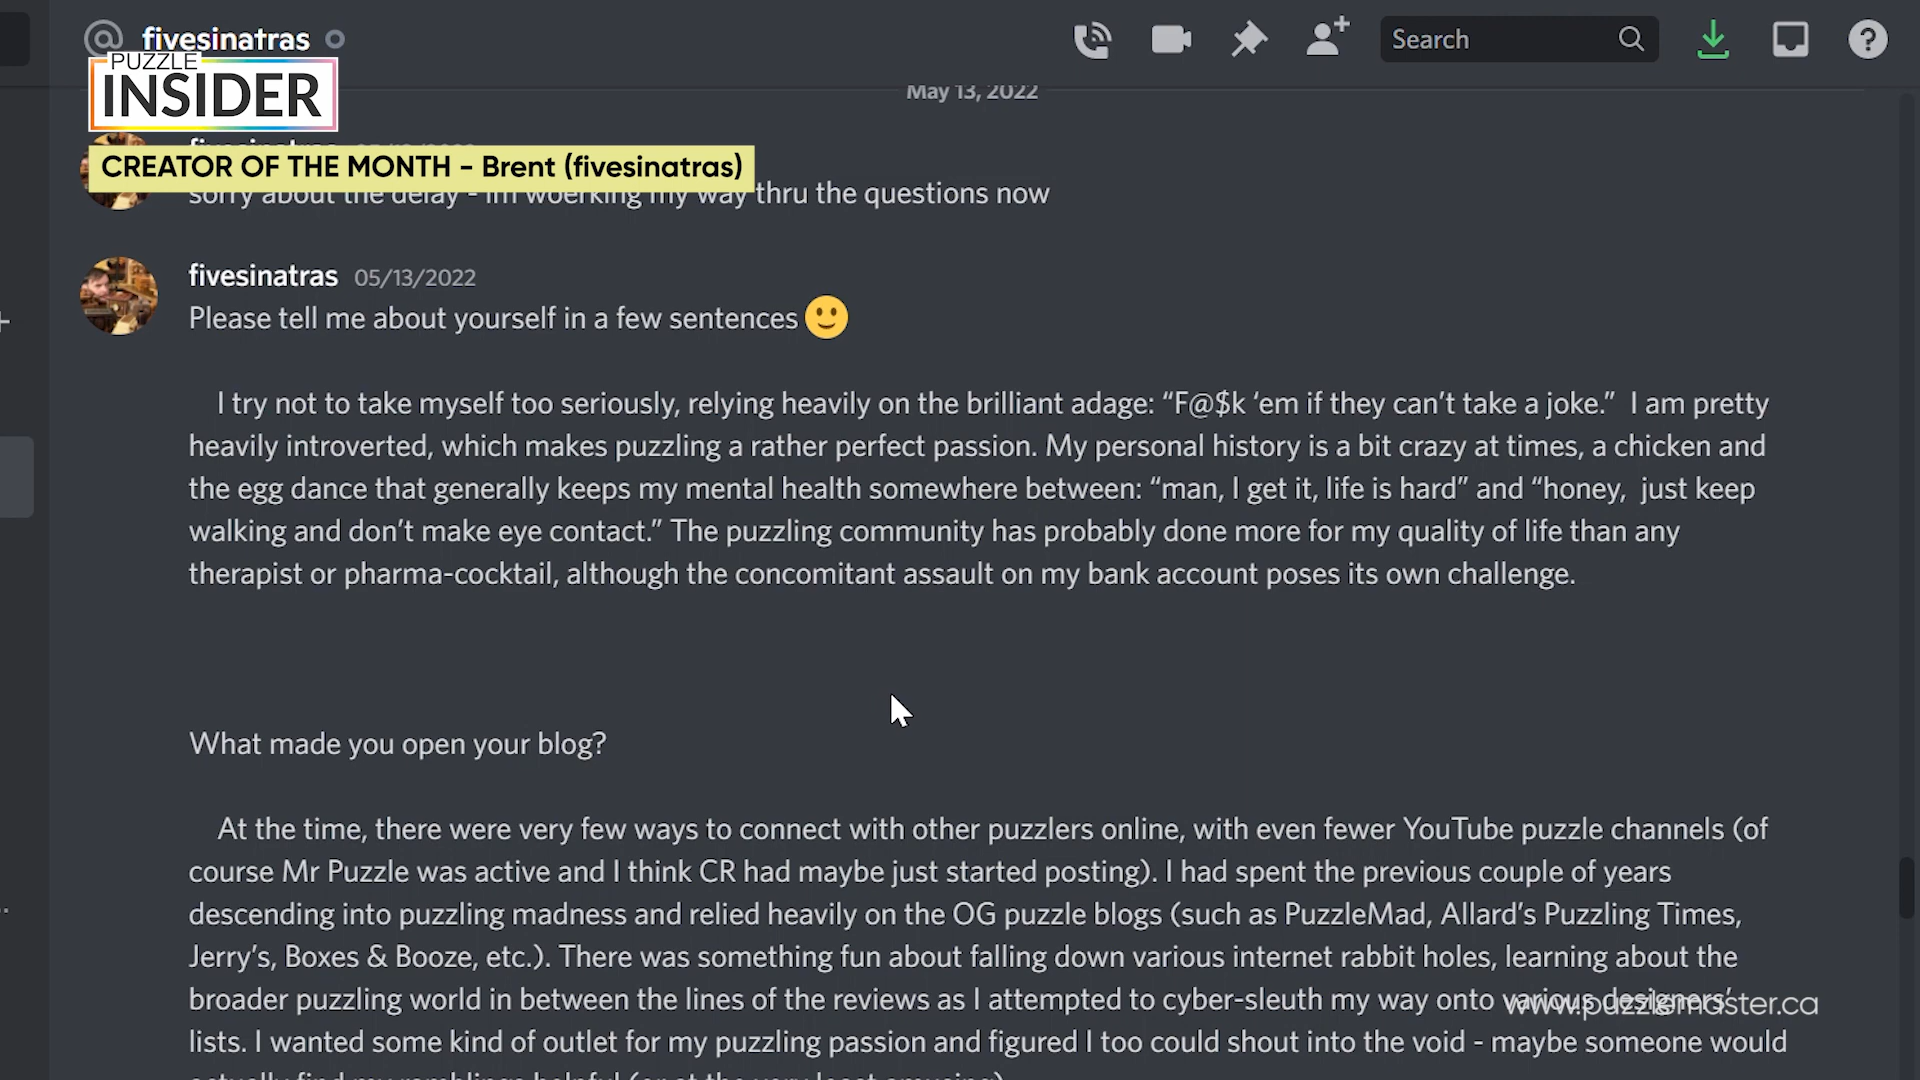 fivesinatras
Search
PUZZLE
INSIDER
May 13, 2022
CREATOR OF THE MONTH - Brent (fivesinatras)
sorry about the delay - im woerking my way thru the questions now
fivesinatras 05/13/2022
Please tell me about yourself in a few sentences
I try not to take myself too seriously, relying heavily on the brilliant adage: “F@$k ‘em if they can’t take a joke.” I am pretty
heavily introverted, which makes puzzling a rather perfect passion. My personal history is a bit crazy at times, a chicken and
the egg dance that generally keeps my mental health somewhere between: “man, I get it, life is hard” and “honey, just keep
walking and don’t make eye contact.” The puzzling community has probably done more for my quality of life than any
therapist or pharma-cocktail, although the concomitant assault on my bank account poses its own challenge.
What made you open your blog?
At the time, there were very few ways to connect with other puzzlers online, with even fewer YouTube puzzle channels (of
course Mr Puzzle was active and I think CR had maybe just started posting). I had spent the previous couple of years
descending into puzzling madness and relied heavily on the OG puzzle blogs (such as PuzzleMad, Allard’s Puzzling Times,
Jerry’s, Boxes & Booze, etc.). There was something fun about falling down various internet rabbit holes, learning about the
broader puzzling world in between the lines of the reviews as I attempted to cyber-sleuth my way onto various designers’
www.puzzlemaster.ca
lists. I wanted some kind of outlet for my puzzling passion and figured I too could shout into the void - maybe someone would